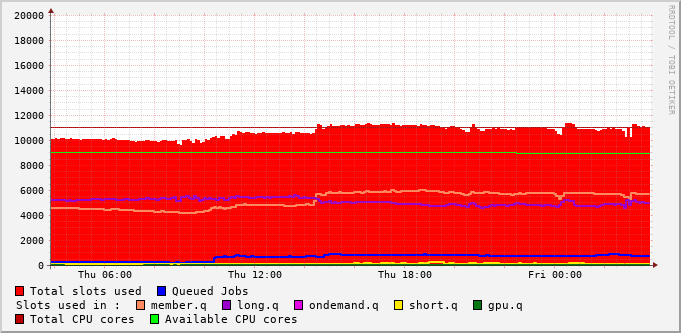 RRDTOOL / TOBI OETIKER
20000
18000
16000
14000
12000
10000
8000
6000
4000
2000
0
Thu 06:00 Thu 12:00 Thu 18:00 Fri 00:00
Total slots used Queued Jobs
Slots used in : member.q long.q ondemand.q short.q gpu.q
Total CPU cores Available CPU cores